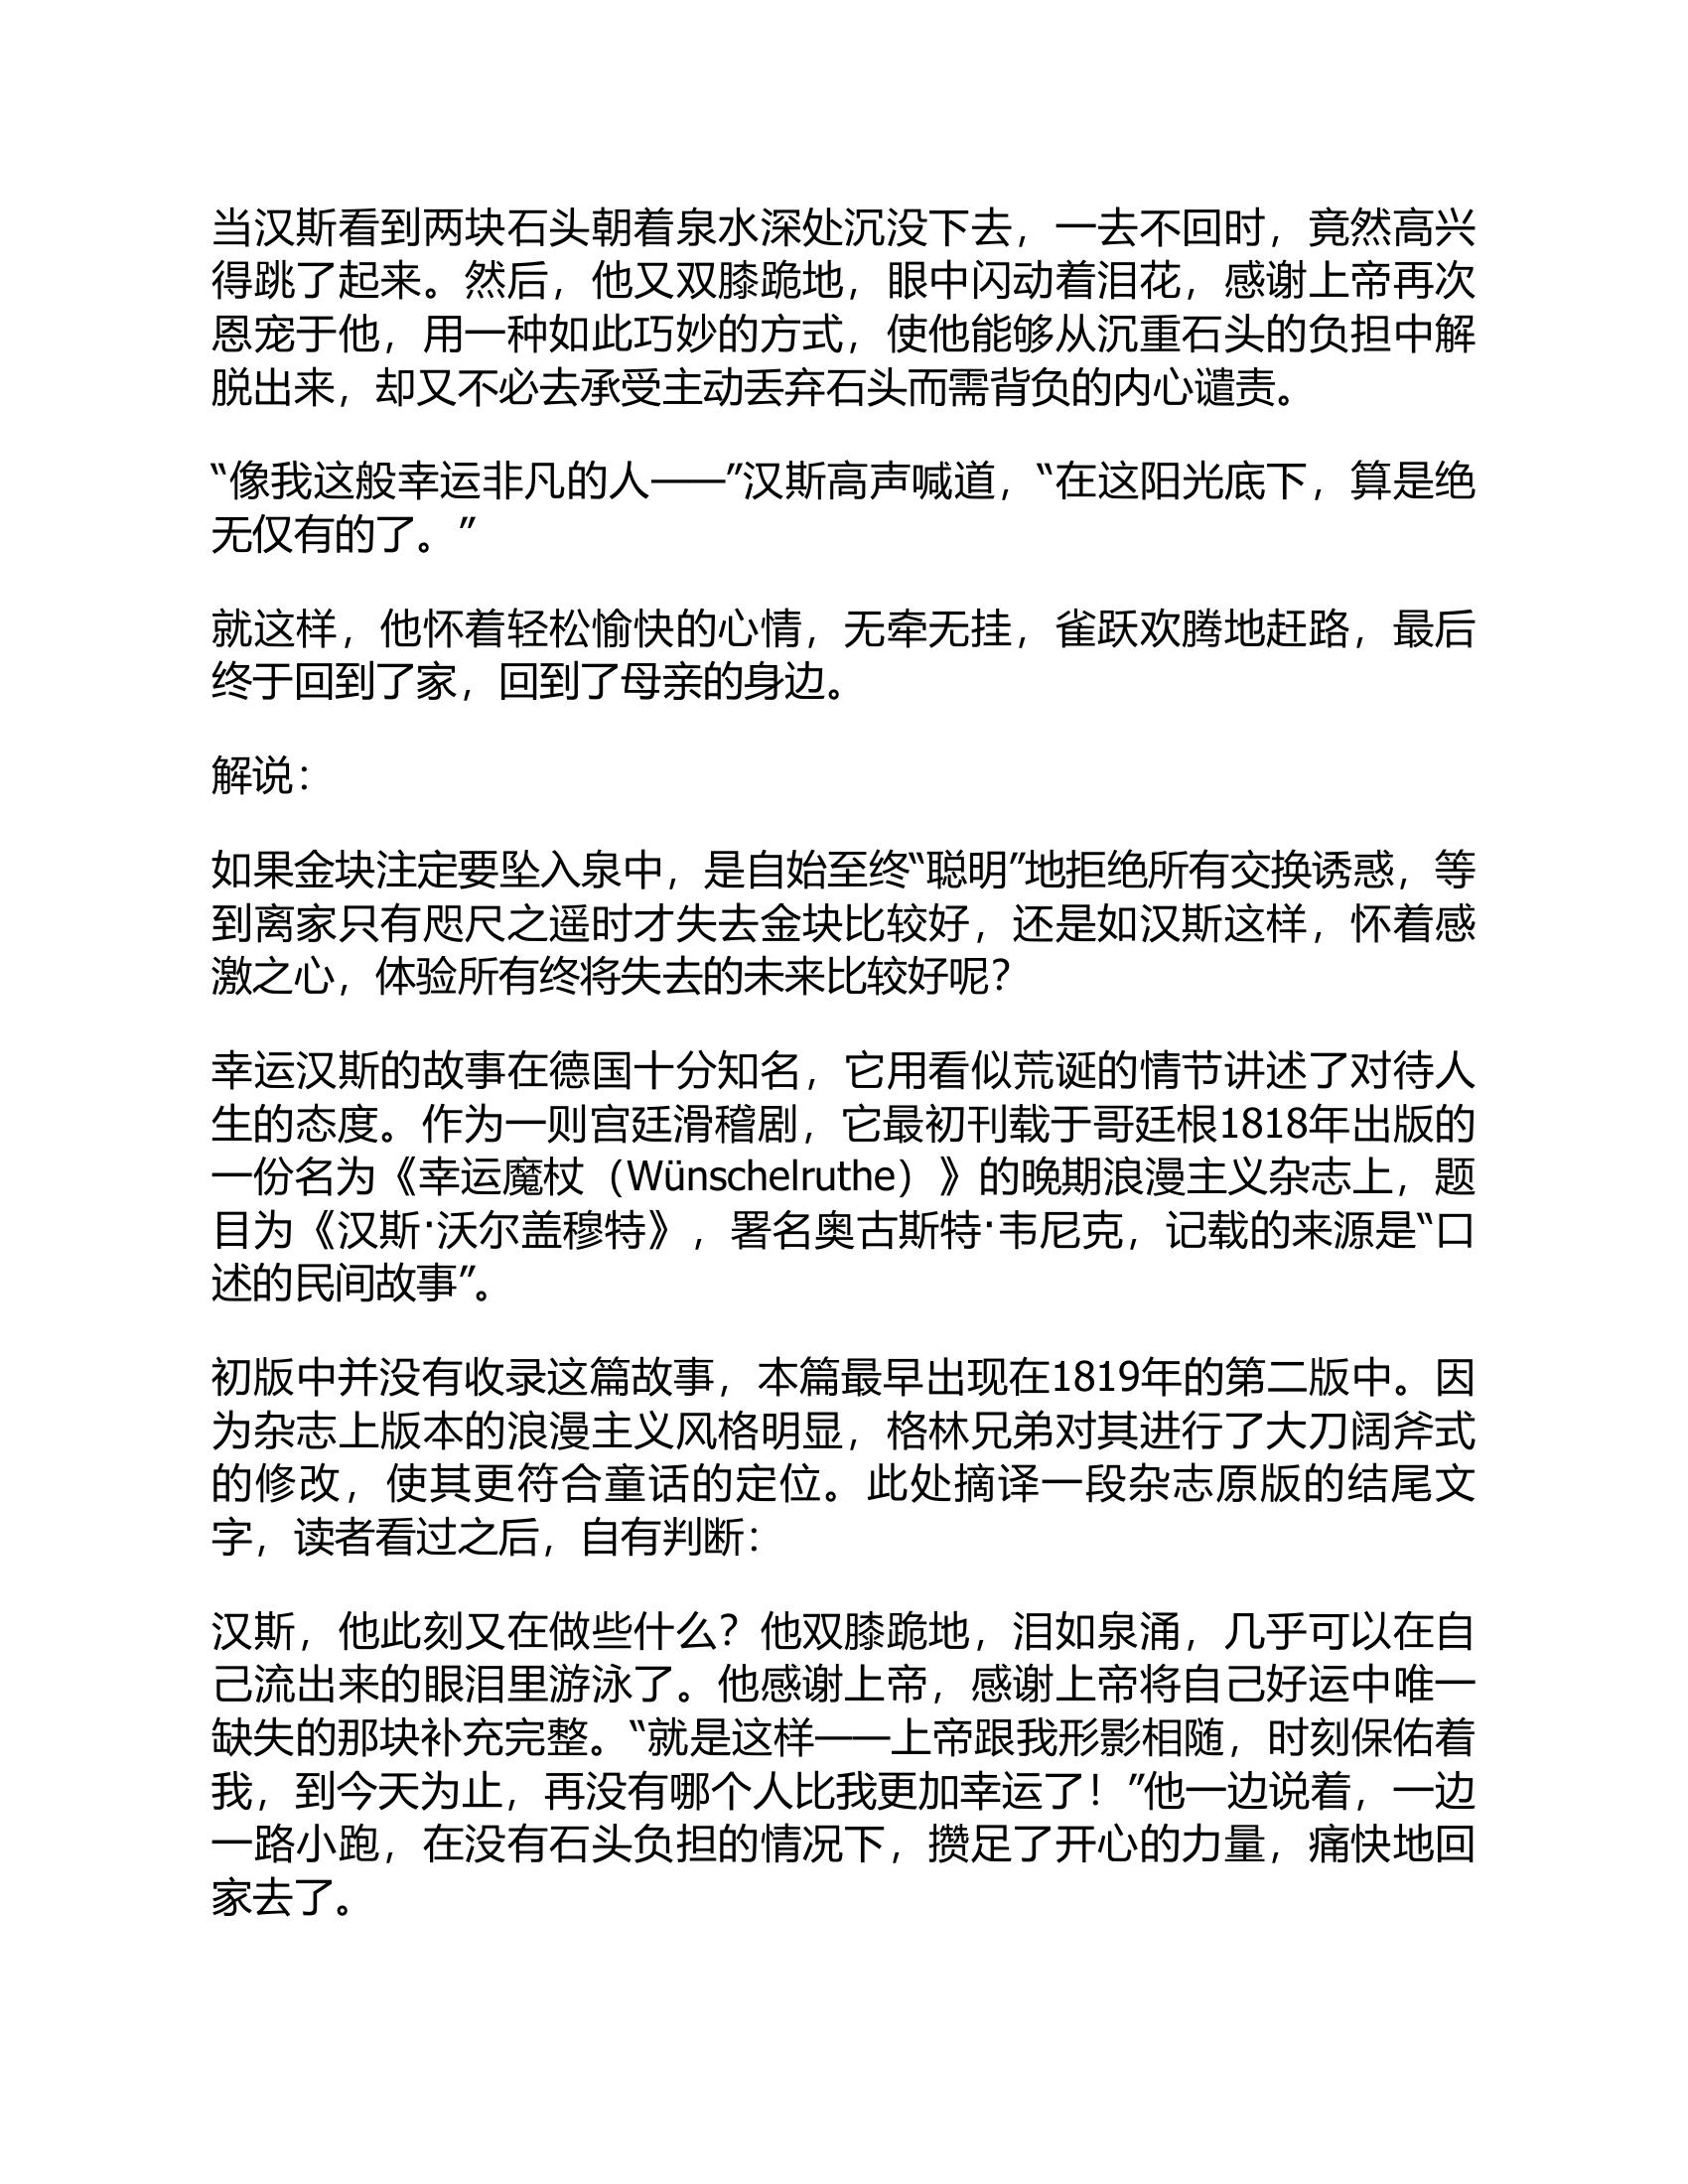 当汉斯看到两块石头朝着泉水深处沉没下去，一去不回时，竟然高兴
得跳了起来。然后，他又双膝跪地，眼中闪动着泪花，感谢上帝再次
恩宠于他，用一种如此巧妙的方式，使他能够从沉重石头的负担中解
脱出来，却又不必去承受主动丢弃石头而需背负的内心谴责。
“像我这般幸运非凡的人——”汉斯高声喊道，“在这阳光底下，算是绝
无仅有的了。”
就这样，他怀着轻松愉快的心情，无牵无挂，雀跃欢腾地赶路，最后
终于回到了家，回到了母亲的身边。
解说：
如果金块注定要坠入泉中，是自始至终“聪明”地拒绝所有交换诱惑，等
到离家只有咫尺之遥时才失去金块比较好，还是如汉斯这样，怀着感
激之心，体验所有终将失去的未来比较好呢？
幸运汉斯的故事在德国十分知名，它用看似荒诞的情节讲述了对待人
生的态度。作为一则宫廷滑稽剧，它最初刊载于哥廷根1818年出版的
一份名为《幸运魔杖（Wünschelruthe）》的晚期浪漫主义杂志上，题
目为《汉斯·沃尔盖穆特》，署名奥古斯特·韦尼克，记载的来源是“口
述的民间故事”。
初版中并没有收录这篇故事，本篇最早出现在1819年的第二版中。因
为杂志上版本的浪漫主义风格明显，格林兄弟对其进行了大刀阔斧式
的修改，使其更符合童话的定位。此处摘译一段杂志原版的结尾文
字，读者看过之后，自有判断：
汉斯，他此刻又在做些什么？他双膝跪地，泪如泉涌，几乎可以在自
己流出来的眼泪里游泳了。他感谢上帝，感谢上帝将自己好运中唯一
缺失的那块补充完整。“就是这样——上帝跟我形影相随，时刻保佑着
我，到今天为止，再没有哪个人比我更加幸运了！”他一边说着，一边
一路小跑，在没有石头负担的情况下，攒足了开心的力量，痛快地回
家去了。